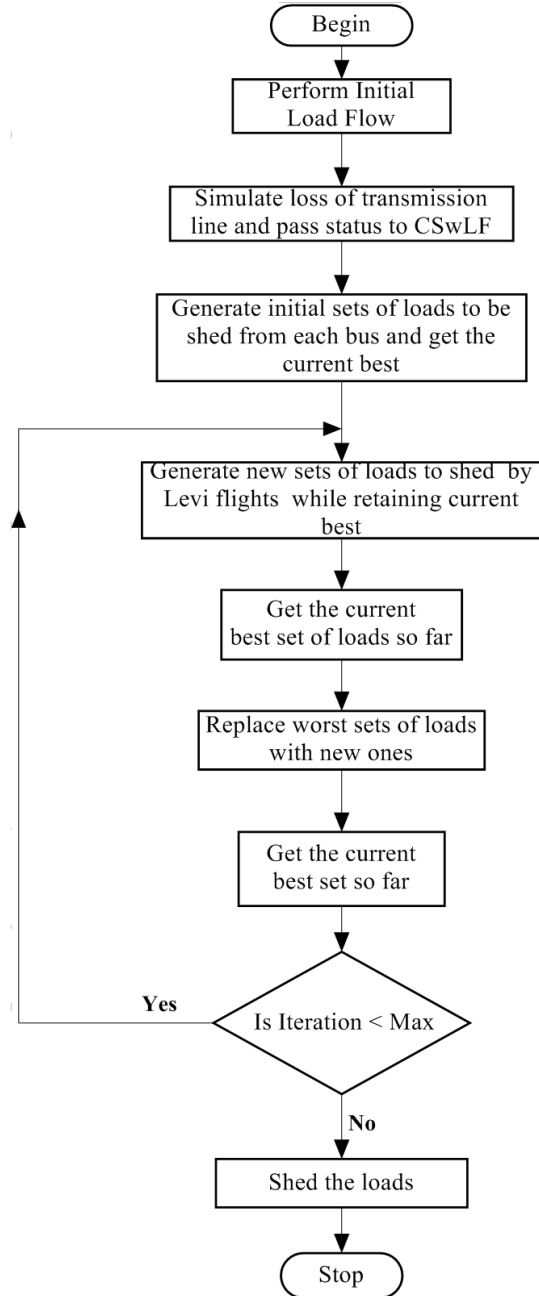 Begin
Perform Initial
Load Flow
Simulate loss of transmission
line and pass status to CSwLF
Generate initial sets of loads to be
shed from each bus and get the
current best
Generate new sets of loads to shed by
Levi flights while retaining current
best
Get the current
best set of loads so far
Replace worst sets of loads
with new ones
Get the current
best set so far
Yes
Is Iteration < Max
No
Shed the loads
Stop